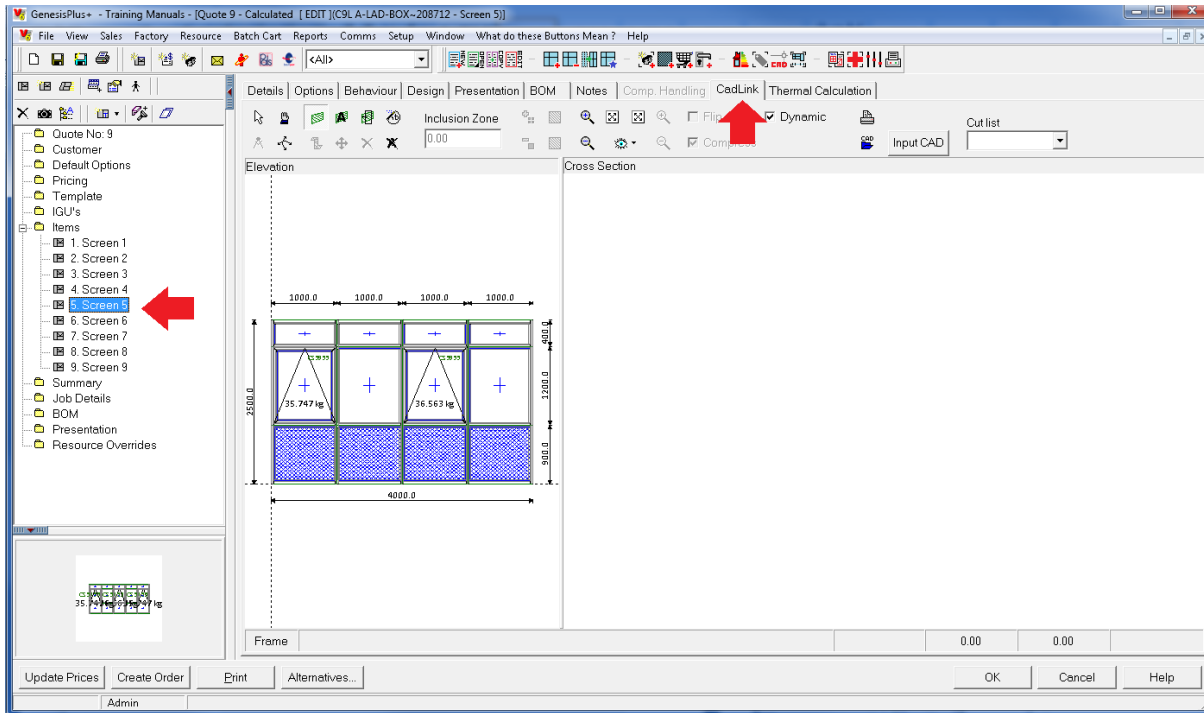 GenesisPlus+ - Training Manuals - [Quote 9 - Calculated [ EDIT ](C9L A-LAD-BOX~208712 - Screen 5)]
File View Sales Factory Resource Batch Cart Reports Comms Setup Window What do these Buttons Mean ? Help
<All>
Details Options Behaviour Design Presentation BOM Notes Comp. Handling CadLink Thermal Calculation
Inclusion Zone Dynamic Cut list
0.00 Input CAD
Quote No: 9
Customer
Default Options
Pricing
Template
IGU's
Items
1. Screen 1
2. Screen 2
3. Screen 3
4. Screen 4
5. Screen 5
6. Screen 6
7. Screen 7
8. Screen 8
9. Screen 9
Summary
Job Details
BOM
Presentation
Resource Overrides
Elevation
Cross Section
1000.0 1000.0 1000.0 1000.0
400.0
1200.0
900.0
2500.0
35.747 kg 36.563 kg
4000.0
Frame 0.00 0.00
Update Prices Create Order Print Alternatives... OK Cancel Help
Admin